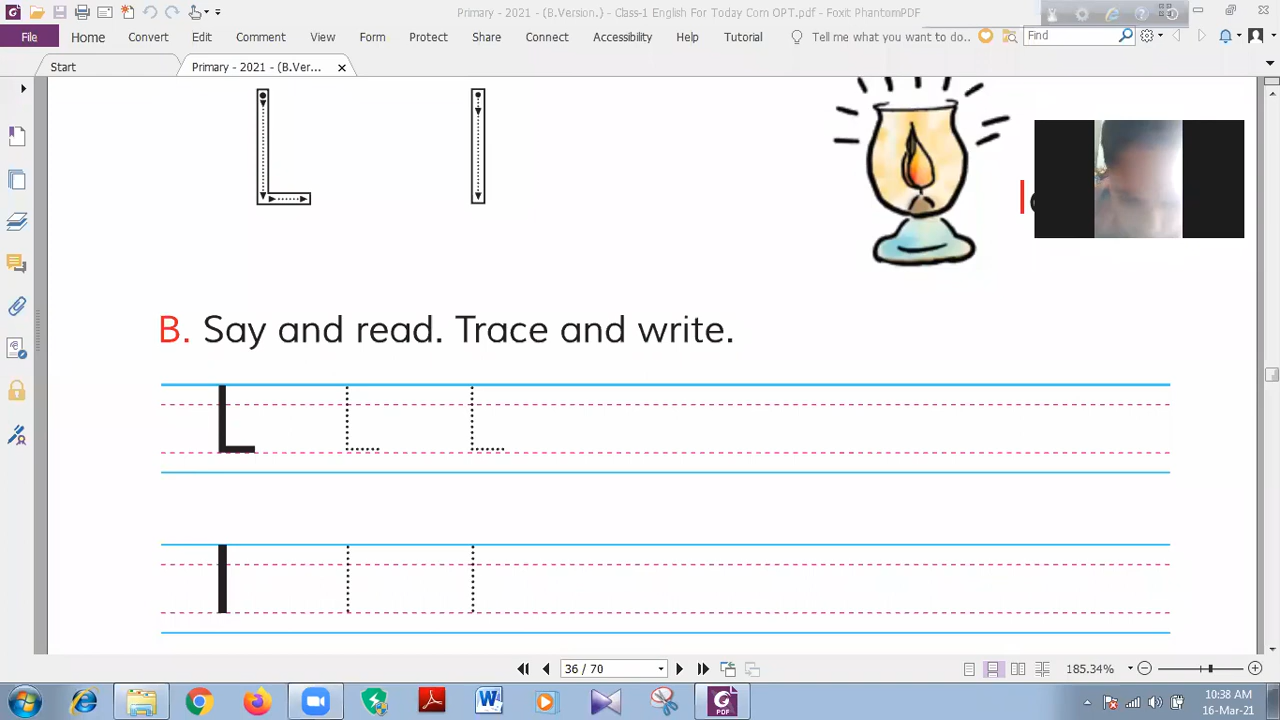 Primary - 2021 - (B.Version.) - Class-1 English For Today Com OPT.pdf - Foxit PhantomPDF
File Home Convert Edit Comment View Form Protect Share Connect Accessibility Help Tutorial Tell me what you want to do.. Find
Start Primary - 2021 - (B.Ver...
L l
l
B. Say and read. Trace and write.
L L L
l l l
36 / 70 185.34%
PDF
10:38 AM
16-Mar-21